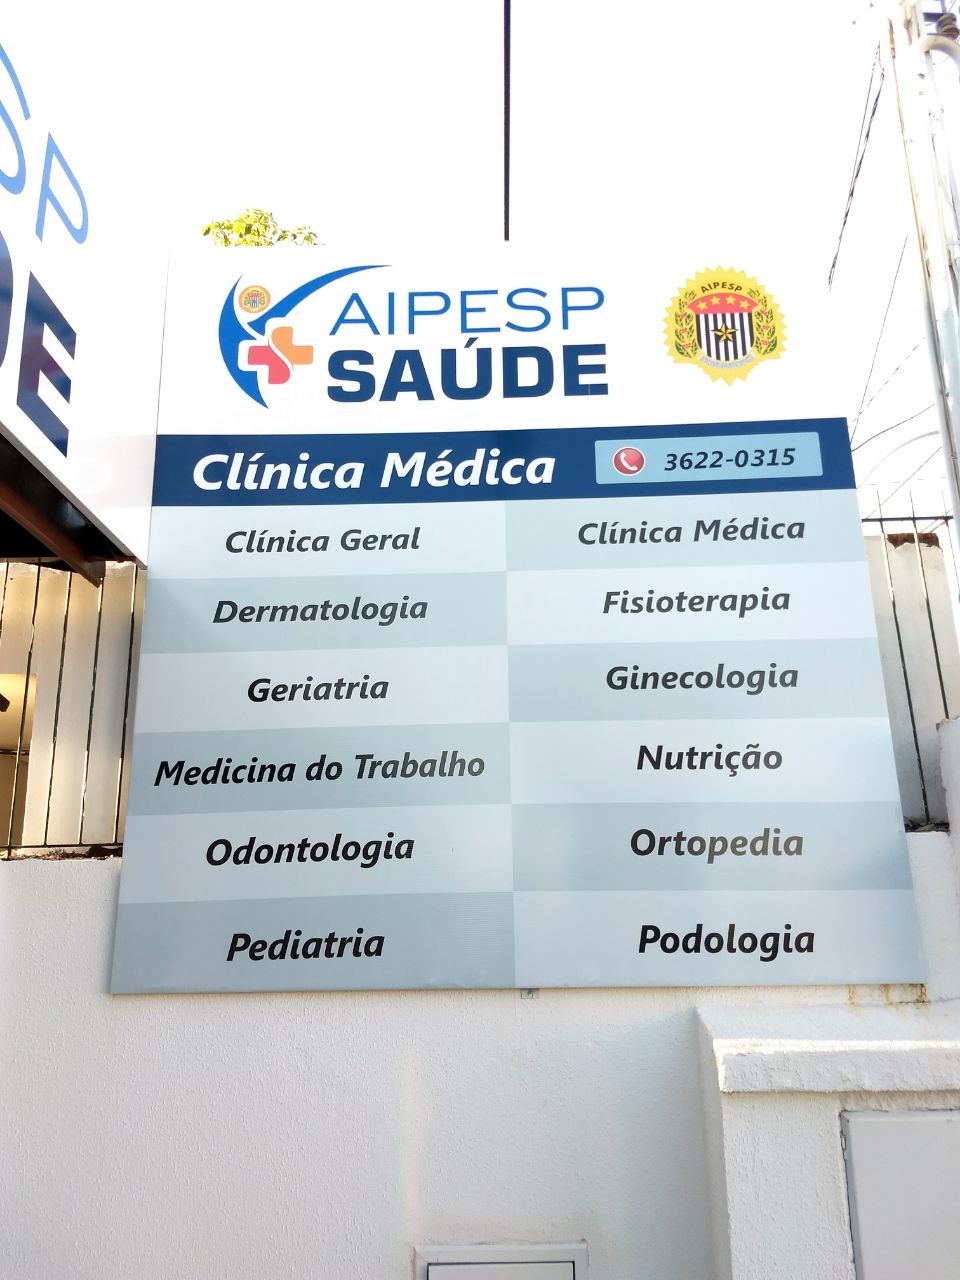 SP
DE
AIPESP
SAÚDE
AIPESP
Clínica Médica
3622-0315
Clínica Geral
Clínica Médica
Dermatologia
Fisioterapia
Geriatria
Ginecologia
Medicina do Trabalho
Nutrição
Odontologia
Ortopedia
Pediatria
Podologia